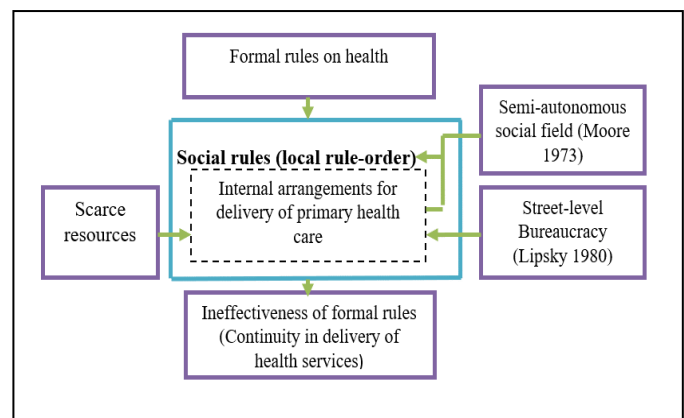 Formal rules on health
Semi-autonomous
social field (Moore
1973)
Social rules (local rule-order)
Internal arrangements for
delivery of primary health
care
Scarce
resources
Street-level
Bureaucracy
(Lipsky 1980)
Ineffectiveness of formal rules
(Continuity in delivery of
health services)